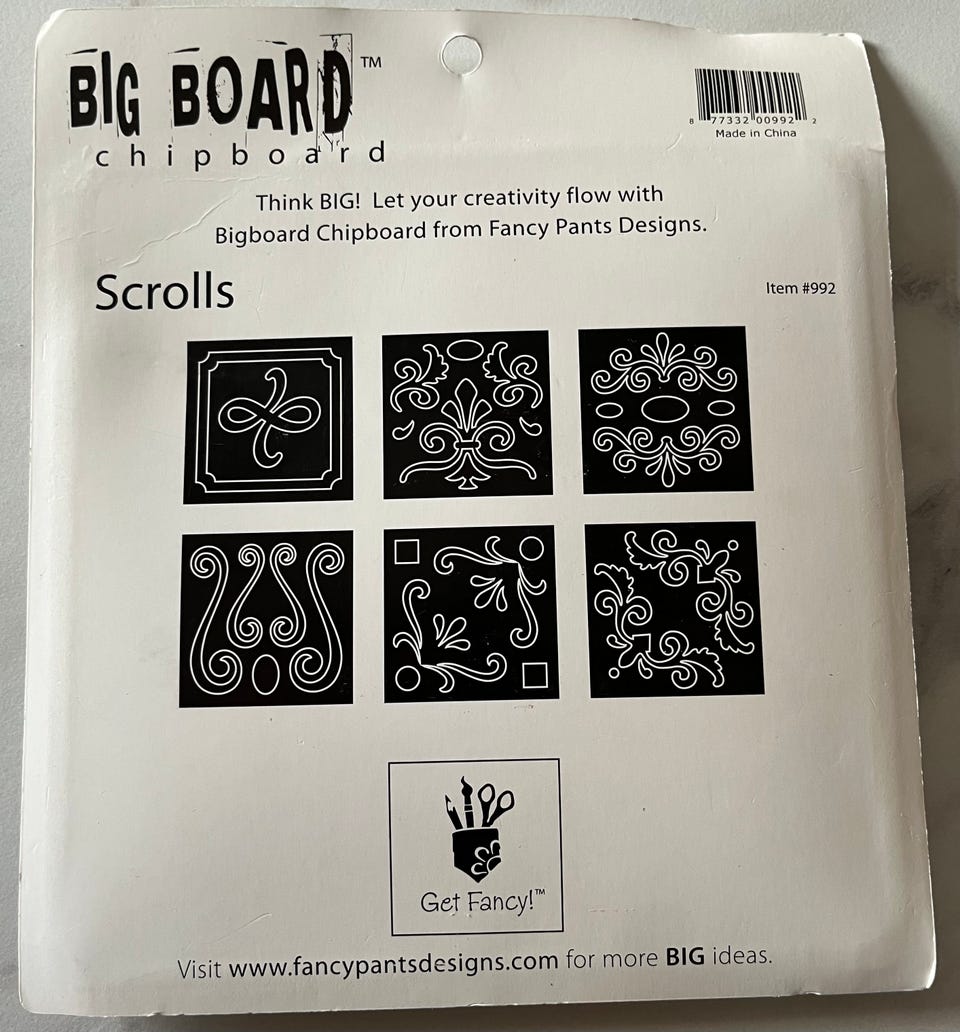 BIG BOARD™
chipboard
8 77332 00992 2
Made in China
Think BIG! Let your creativity flow with
Bigboard Chipboard from Fancy Pants Designs.
Scrolls
Item #992
Get Fancy!™
Visit www.fancypantsdesigns.com for more BIG ideas.